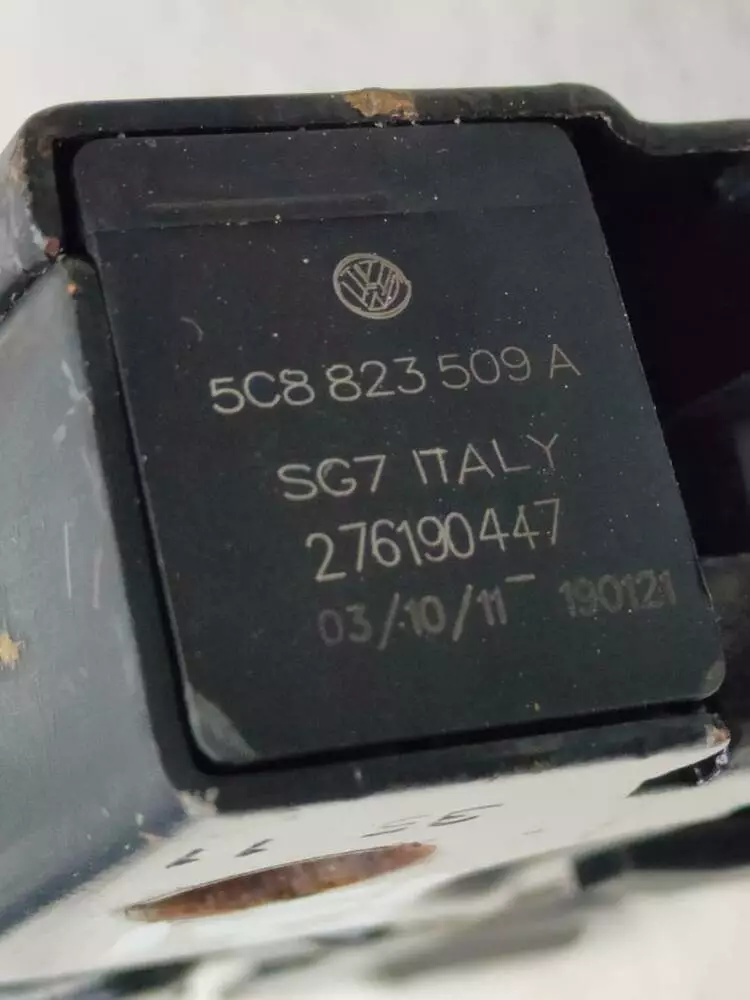 5C8 823 509 A
SG7 ITALY
276190447
03/10/11 190121